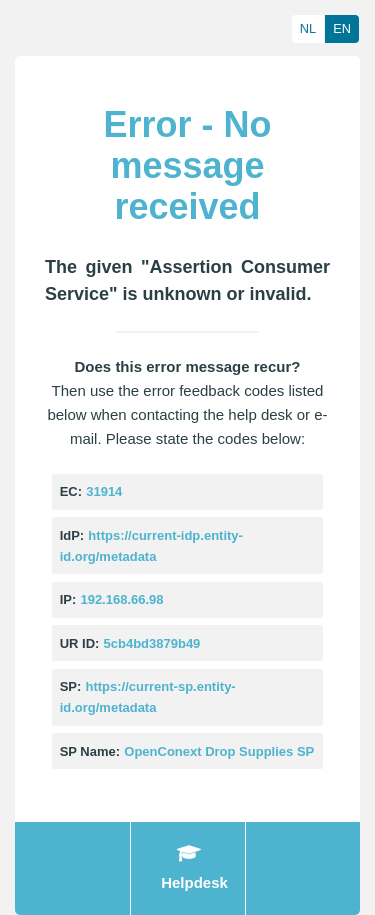 NL EN
Error - No
message
received
The given "Assertion Consumer
Service" is unknown or invalid.
Does this error message recur?
Then use the error feedback codes listed
below when contacting the help desk or e-
mail. Please state the codes below:
EC: 31914
IdP: https://current-idp.entity-
id.org/metadata
IP: 192.168.66.98
UR ID: 5cb4bd3879b49
SP: https://current-sp.entity-
id.org/metadata
SP Name: OpenConext Drop Supplies SP
Helpdesk